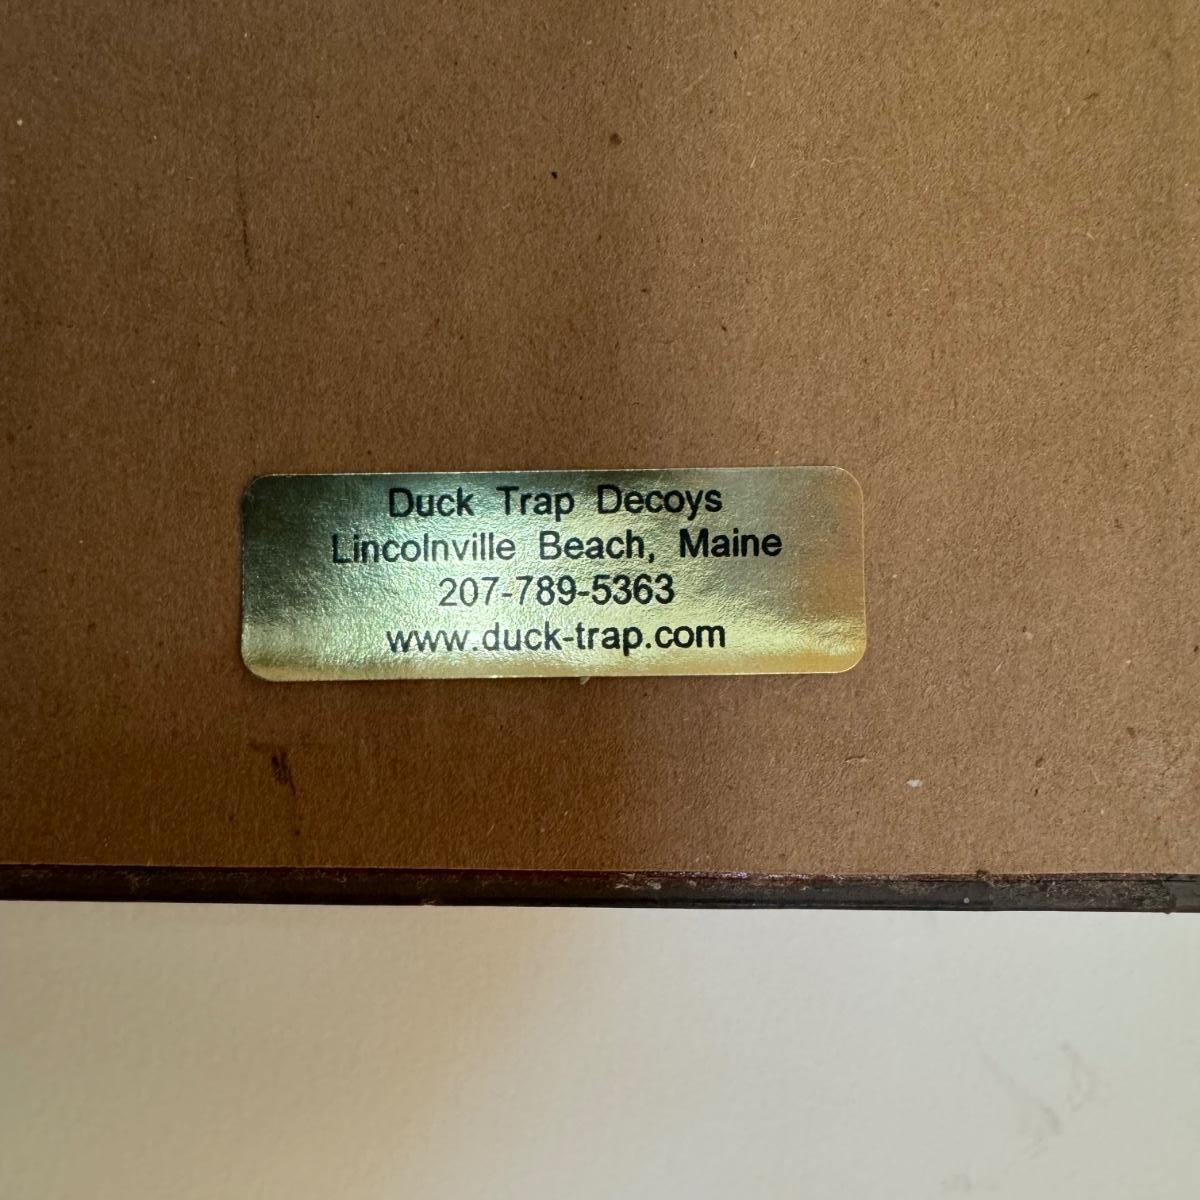 Duck Trap Decoys
Lincolnville Beach, Maine
207-789-5363
www.duck-trap.com